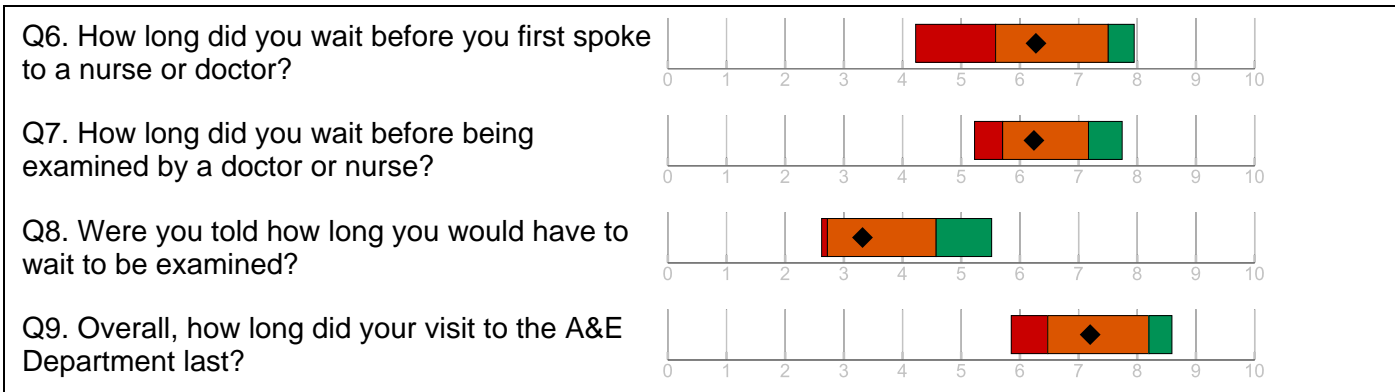 Q6. How long did you wait before you first spoke
to a nurse or doctor?
0 1 2 3 4 5 6 7 8 9 10
Q7. How long did you wait before being
examined by a doctor or nurse?
0 1 2 3 4 5 6 7 8 9 10
Q8. Were you told how long you would have to
wait to be examined?
0 1 2 3 4 5 6 7 8 9 10
Q9. Overall, how long did your visit to the A&E
Department last?
0 1 2 3 4 5 6 7 8 9 10